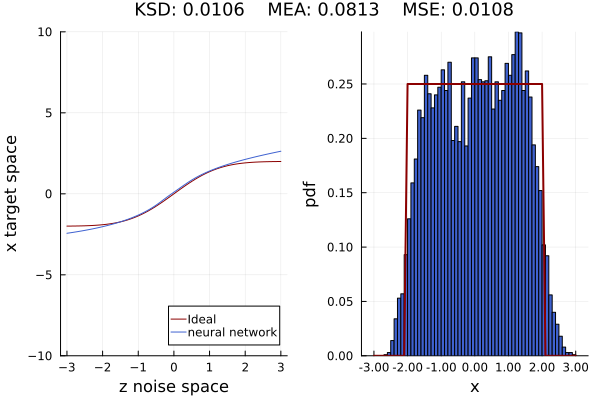 KSD: 0.0106 MEA: 0.0813 MSE: 0.0108
x target space
10
5
0
−5
−10
−3 −2 −1 0 1 2 3
z noise space
Ideal
neural network
pdf
0.25
0.20
0.15
0.10
0.05
0.00
-3.00 -2.00 -1.00 0.00 1.00 2.00 3.00
x